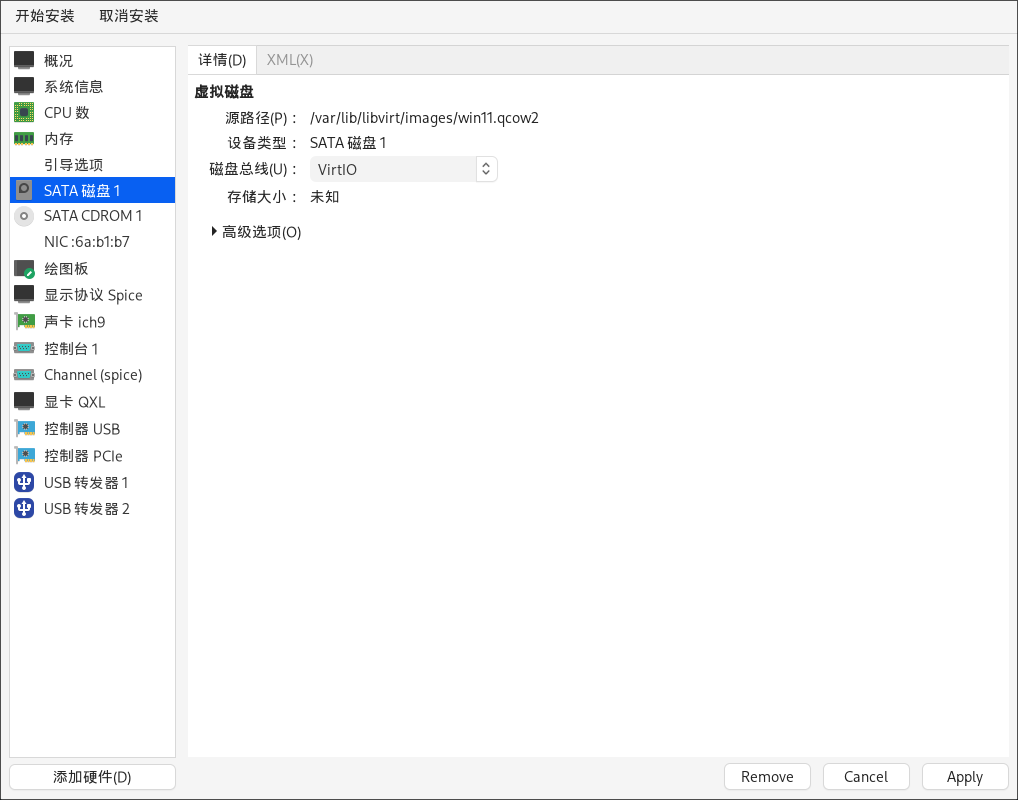 开始安装 取消安装
概况
系统信息
CPU 数
内存
引导选项
SATA 磁盘 1
SATA CDROM 1
NIC :6a:b1:b7
绘图板
显示协议 Spice
声卡 ich9
控制台 1
Channel (spice)
显卡 QXL
控制器 USB
控制器 PCIe
USB 转发器 1
USB 转发器 2
添加硬件(D)
详情(D) XML(X)
虚拟磁盘
源路径(P)： /var/lib/libvirt/images/win11.qcow2
设备类型： SATA 磁盘 1
磁盘总线(U)： VirtIO
存储大小： 未知
高级选项(O)
Remove Cancel Apply